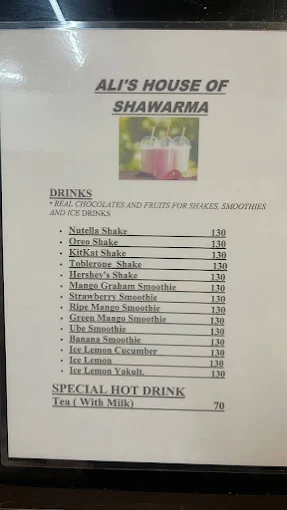 ALI'S HOUSE OF
SHAWARMA
DRINKS
• REAL CHOCOLATES AND FRUITS FOR SHAKES, SMOOTHIES
AND ICE DRINKS
• Nutella Shake 130
• Oreo Shake 130
• KitKat Shake 130
• Toblerone Shake 130
• Hershey's Shake 130
• Mango Graham Smoothie 130
• Strawberry Smoothie 130
• Ripe Mango Smoothie 130
• Green Mango Smoothie 130
• Ube Smoothie 130
• Banana Smoothie 130
• Ice Lemon Cucumber 130
• Ice Lemon 130
• Ice Lemon Yakult. 130
SPECIAL HOT DRINK
Tea ( With Milk) 70